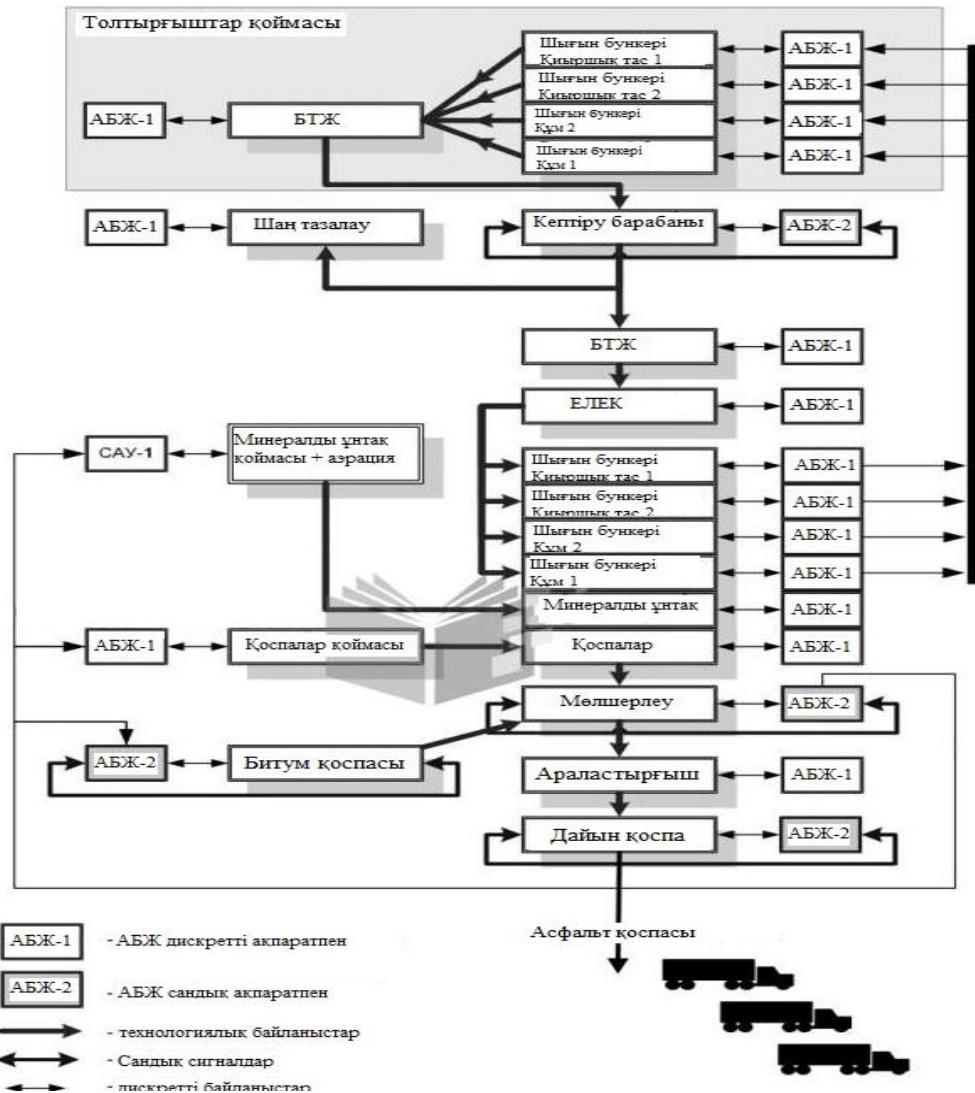 Толтырғыштар қоймасы
Шығын бункері
Қиыршық тас 1
АБЖ-1
Шығын бункері
Қиыршық тас 2
АБЖ-1
АБЖ-1
БТЖ
Шығын бункері
Құм 2
АБЖ-1
Шығын бункері
Құм 1
АБЖ-1
АБЖ-1
Шаң тазалау
Кептіру барабаны
АБЖ-2
БТЖ
АБЖ-1
ЕЛЕК
АБЖ-1
САУ-1
Минералды ұнтақ
қоймасы + аэрация
Шығын бункері
Қиыршық тас 1
АБЖ-1
Шығын бункері
Қиыршық тас 2
АБЖ-1
Шығын бункері
Құм 2
АБЖ-1
Шығын бункері
Құм 1
АБЖ-1
Минералды ұнтақ
АБЖ-1
АБЖ-1
Қоспалар қоймасы
Қоспалар
АБЖ-1
Мөлшерлеу
АБЖ-2
АБЖ-2
Битум қоспасы
Араластырғыш
АБЖ-1
Дайын қоспа
АБЖ-2
Асфальт қоспасы
АБЖ-1
- АБЖ дискретті ақпаратпен
АБЖ-2
- АБЖ сандық ақпаратпен
- технологиялық байланыстар
- Сандық сигналдар
- дискретті байланыстар